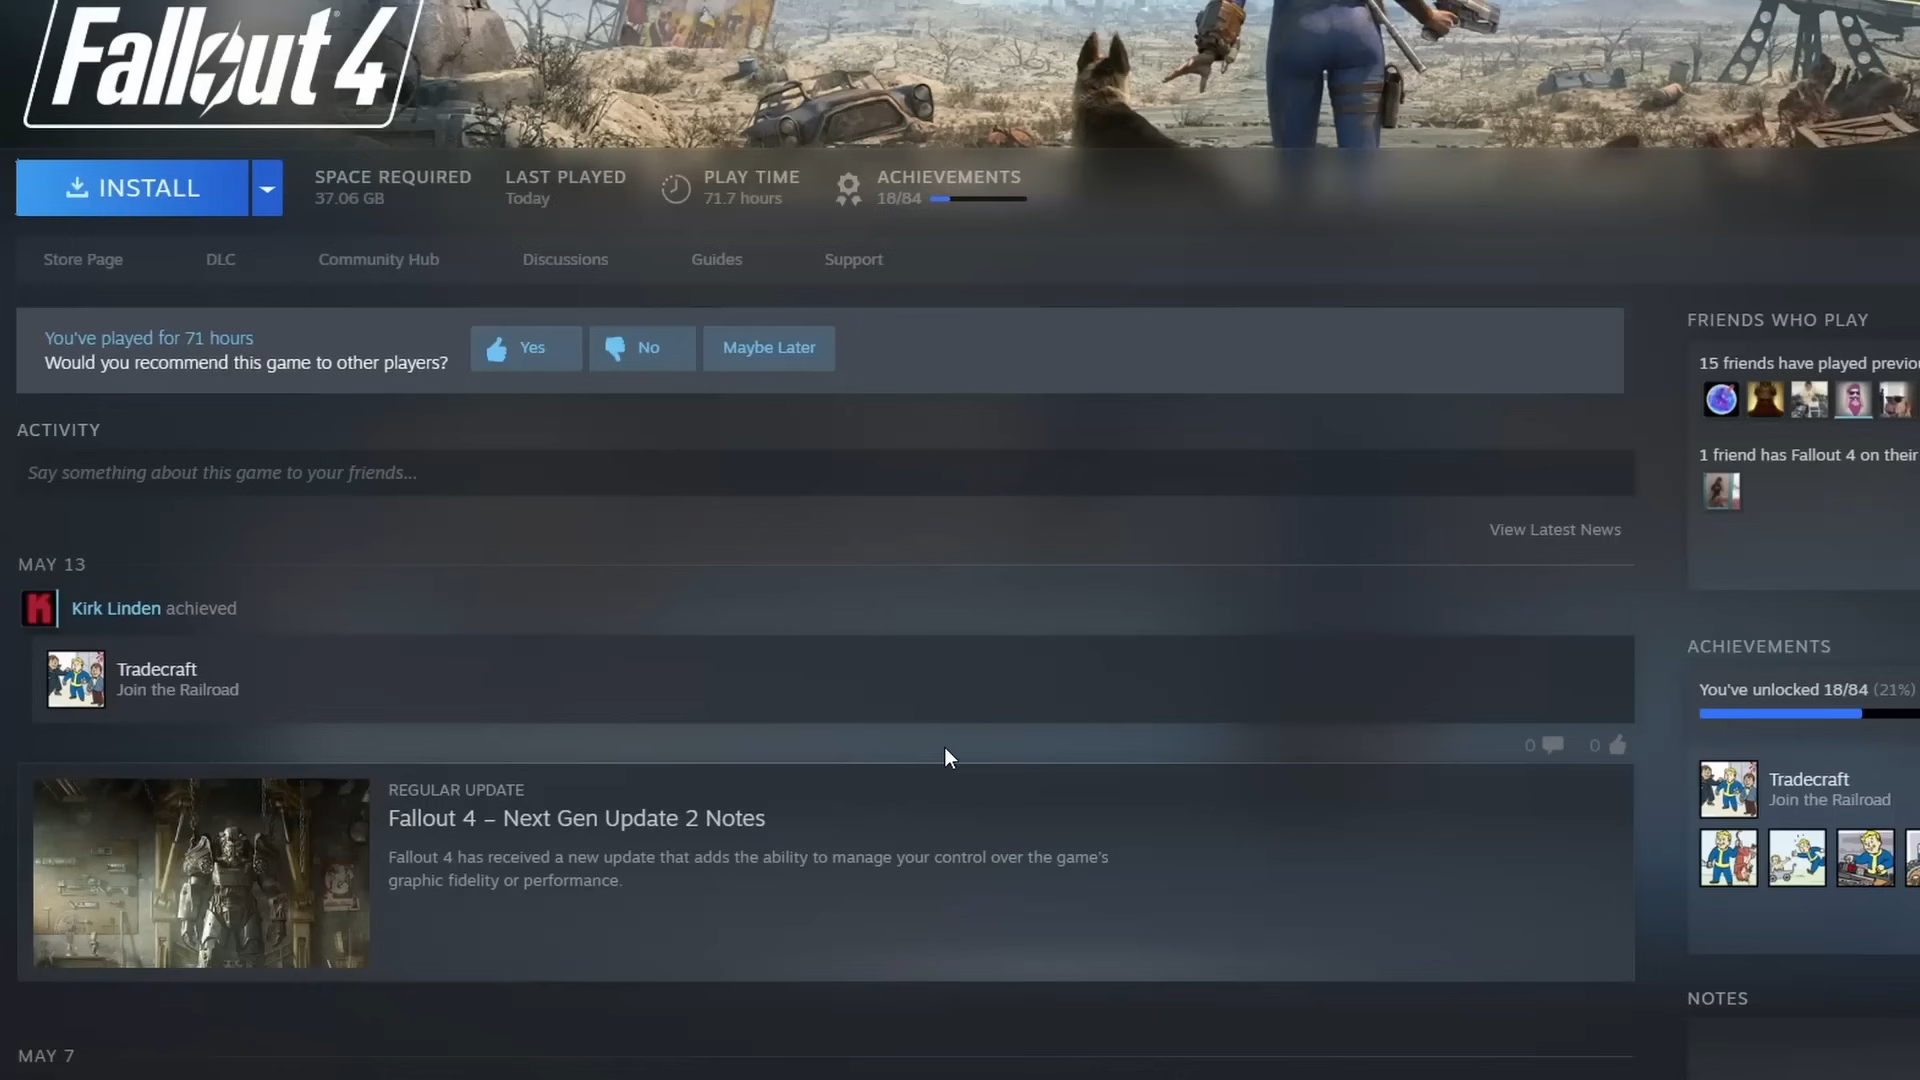 Fallout 4
INSTALL
SPACE REQUIRED
37.06 GB
LAST PLAYED
Today
PLAY TIME
71.7 hours
ACHIEVEMENTS
18/84
Store Page DLC Community Hub Discussions Guides Support
You've played for 71 hours
Would you recommend this game to other players?
Yes No Maybe Later
ACTIVITY
Say something about this game to your friends...
View Latest News
MAY 13
Kirk Linden achieved
Tradecraft
Join the Railroad
0 0
REGULAR UPDATE
Fallout 4 – Next Gen Update 2 Notes
Fallout 4 has received a new update that adds the ability to manage your control over the game's
graphic fidelity or performance.
MAY 7
FRIENDS WHO PLAY
15 friends have played
1 friend has Fallout 4 on their
ACHIEVEMENTS
You've unlocked 18/84 (21%)
Tradecraft
Join the Railroad
NOTES